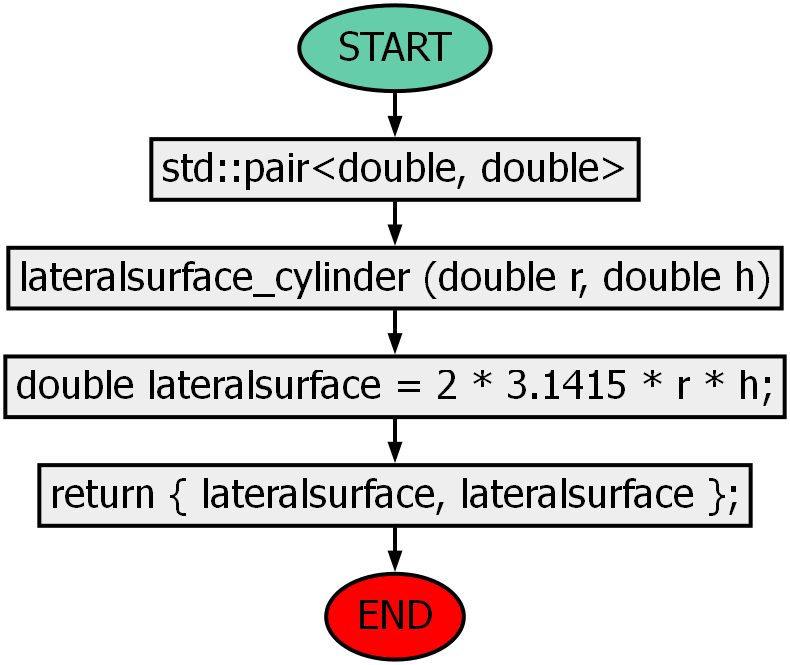 START
std::pair<double, double>
lateralsurface_cylinder (double r, double h)
double lateralsurface = 2 * 3.1415 * r * h;
return { lateralsurface, lateralsurface };
END